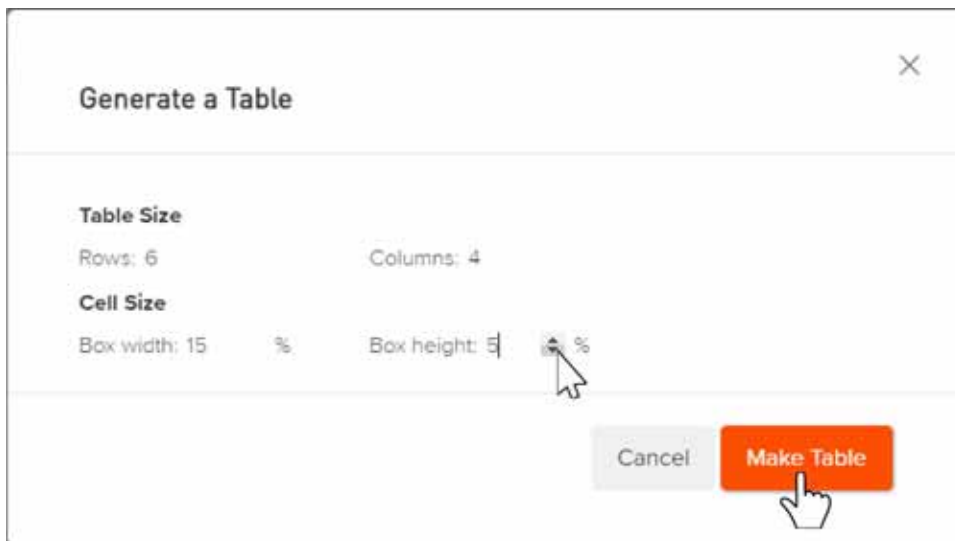 Generate a Table
Table Size
Rows: 6 Columns: 4
Cell Size
Box width: 15 % Box height: 5 %
Cancel Make Table